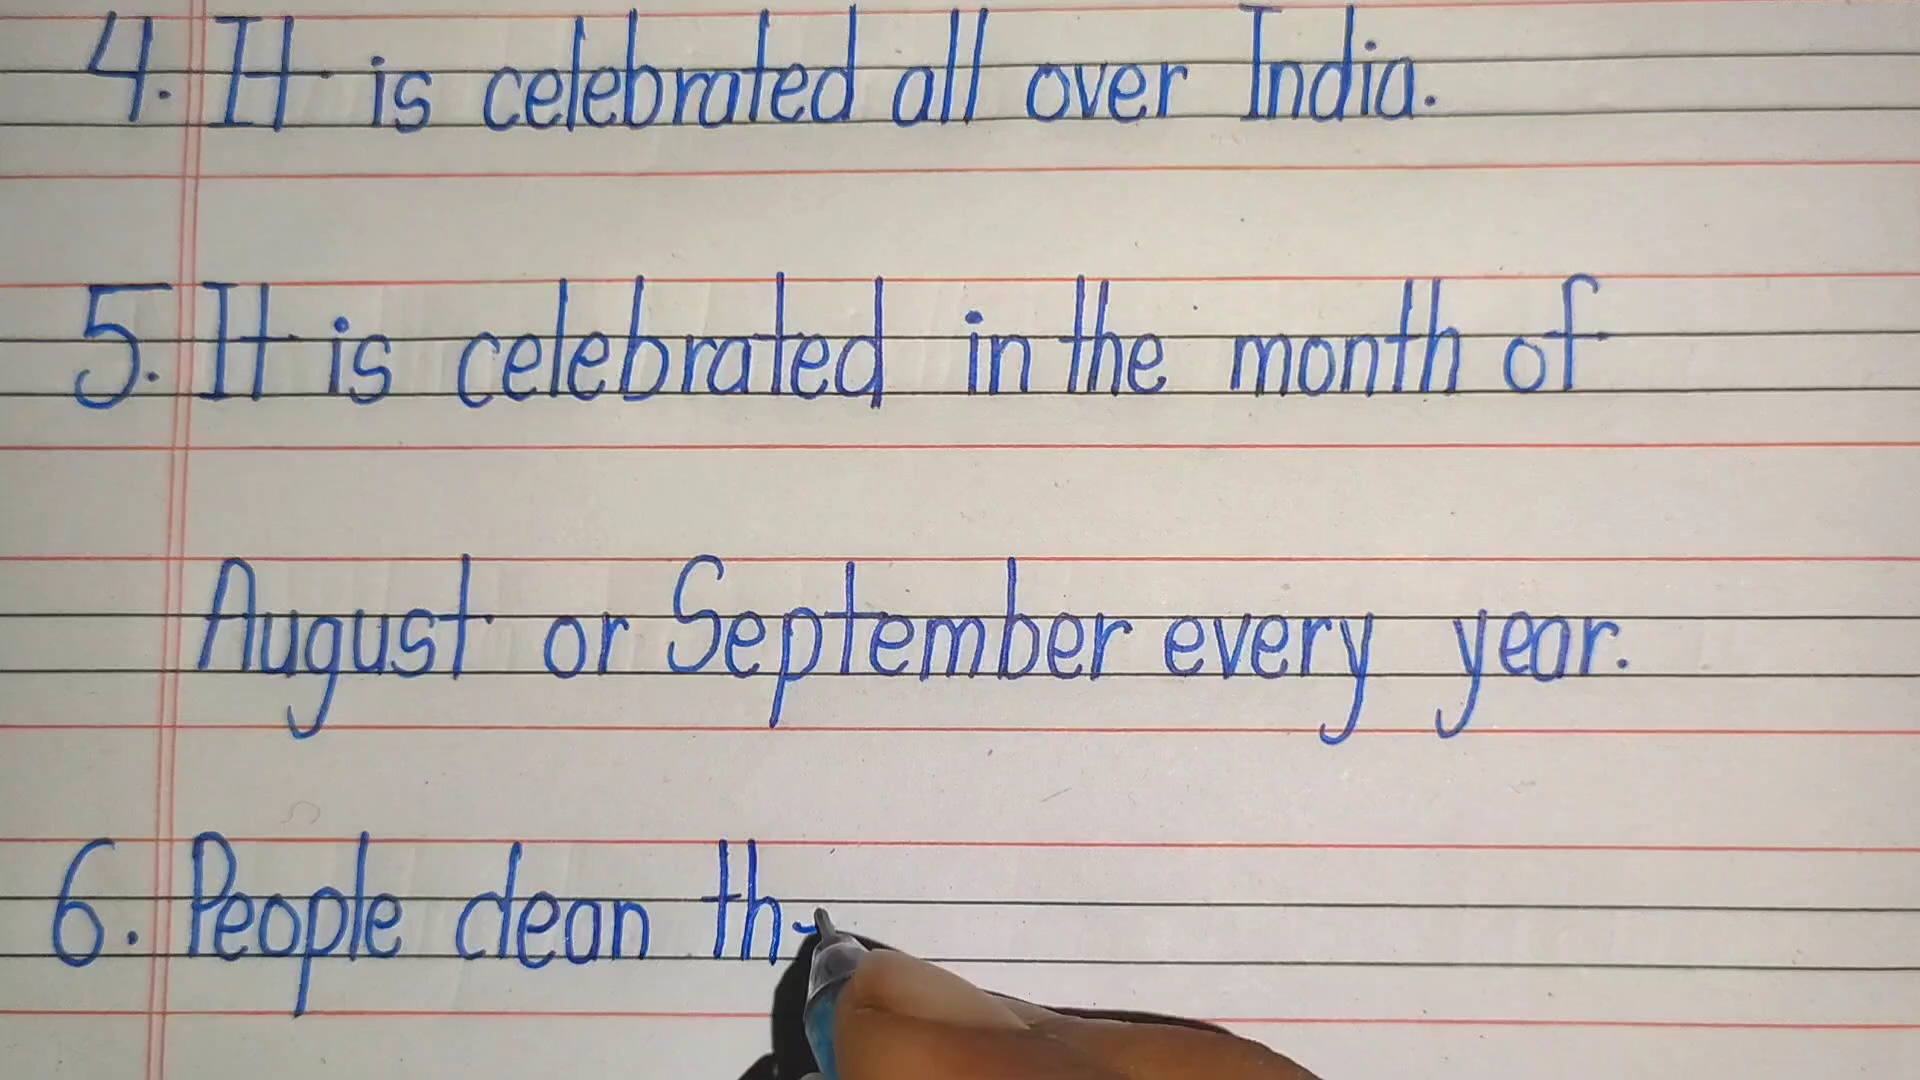 4. It is celebrated all over India.
5. It is celebrated in the month of
August or September every year.
6. People clean th